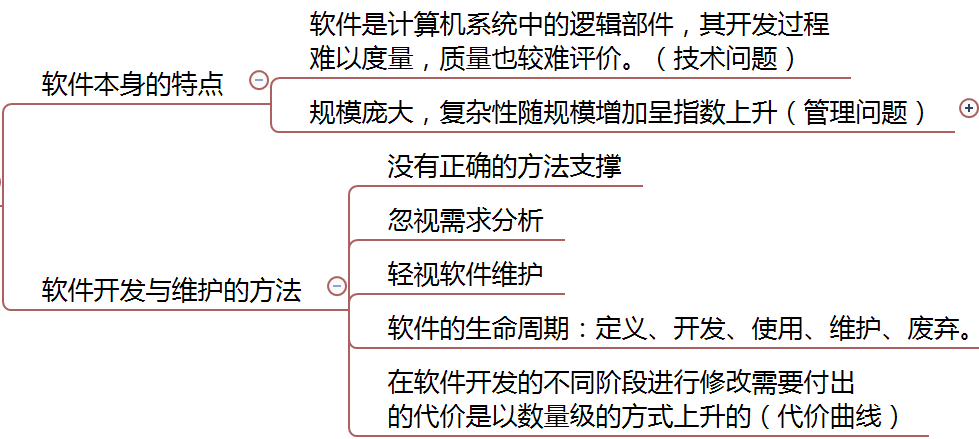 软件是计算机系统中的逻辑部件，其开发过程
难以度量，质量也较难评价。（技术问题）
软件本身的特点
规模庞大，复杂性随规模增加呈指数上升（管理问题）
没有正确的方法支撑
忽视需求分析
轻视软件维护
软件开发与维护的方法
软件的生命周期：定义、开发、使用、维护、废弃。
在软件开发的不同阶段进行修改需要付出
的代价是以数量级的方式上升的（代价曲线）